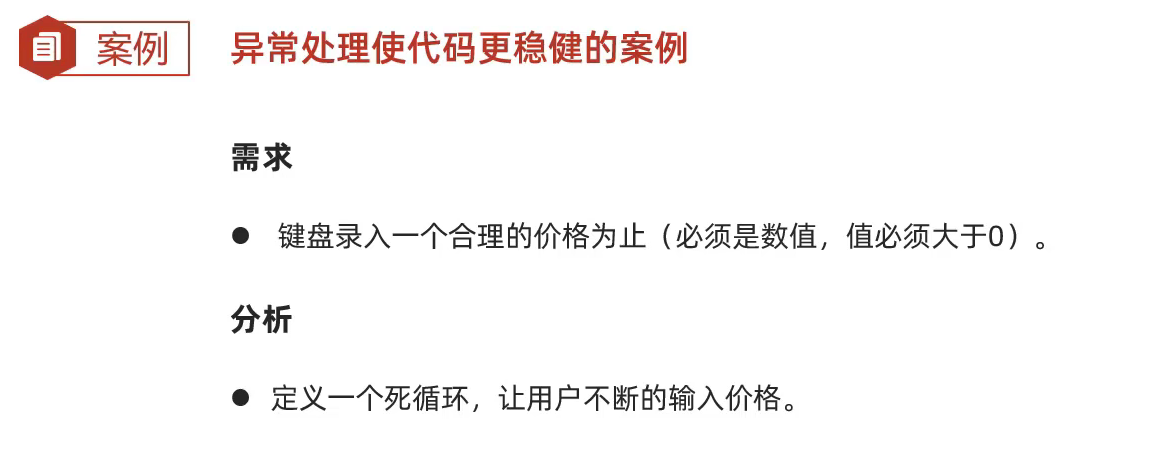 案例
异常处理使代码更稳健的案例
需求
● 键盘录入一个合理的价格为止（必须是数值，值必须大于0）。
分析
● 定义一个死循环，让用户不断的输入价格。